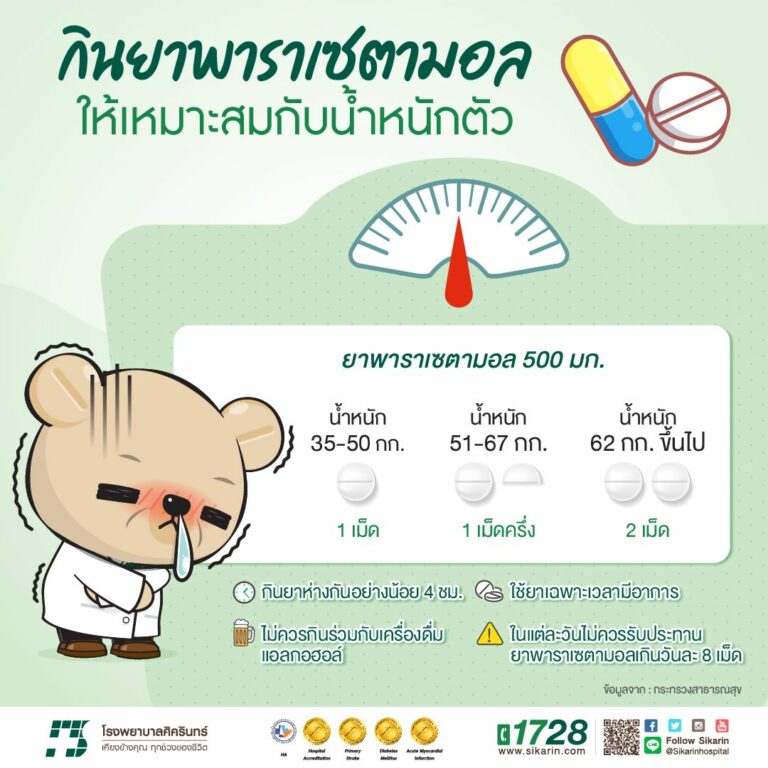 กินยาพาราเซตามอล
ให้เหมาะสมกับน้ำหนักตัว
ยาพาราเซตามอล 500 มก.
น้ำหนัก
35-50 กก.
1 เม็ด
น้ำหนัก
51-67 กก.
1 เม็ดครึ่ง
น้ำหนัก
62 กก. ขึ้นไป
2 เม็ด
กินยาห่างกันอย่างน้อย 4 ชม.
ใช้ยาเฉพาะเวลามีอาการ
ไม่ควรกินร่วมกับเครื่องดื่ม
แอลกอฮอล์
ในแต่ละวันไม่ควรรับประทาน
ยาพาราเซตามอลเกินวันละ 8 เม็ด
ข้อมูลจาก : กระทรวงสาธารณสุข
โรงพยาบาลศิครินทร์
เคียงข้างคุณ ทุกช่วงของชีวิต
HA
Hospital
Accreditation
Primary
Stroke
Diabetes
Mellitus
Acute Myocardial
Infarction
1728
www.sikarin.com
Follow Sikarin
@Sikarinhospital